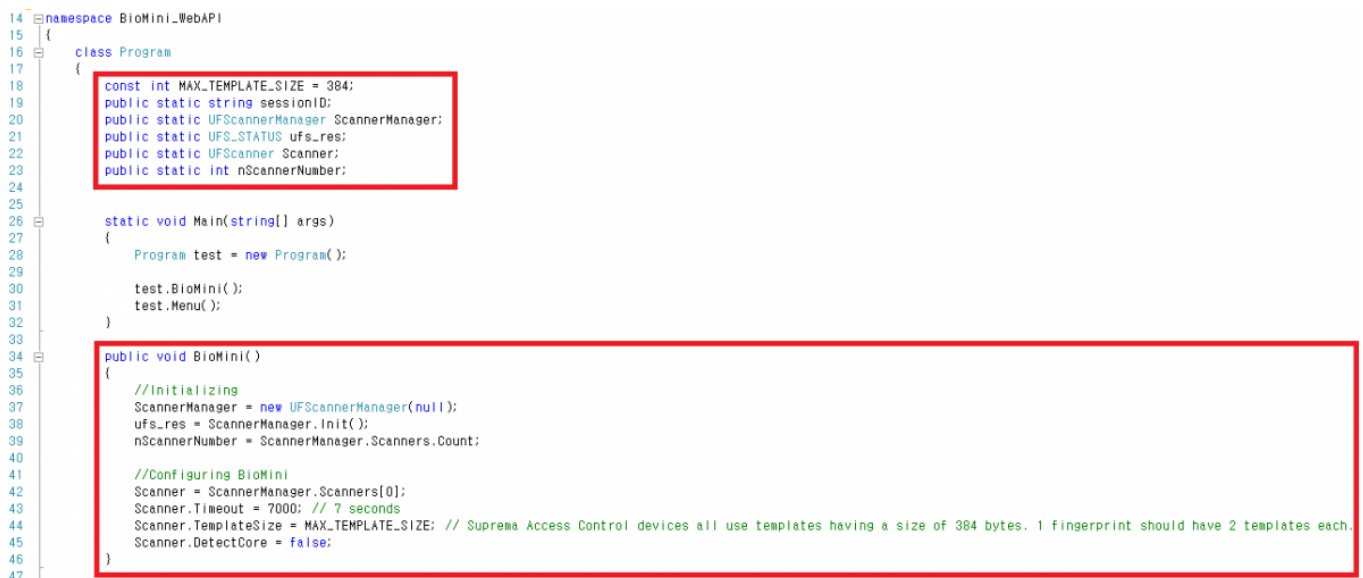 14 namespace BioMini_WebAPI
15 {
16 class Program
17 {
18 const int MAX_TEMPLATE_SIZE = 384;
19 public static string sessionID;
20 public static UFScannerManager ScannerManager;
21 public static UFS_STATUS ufs_res;
22 public static UFScanner Scanner;
23 public static int nScannerNumber;
24
25
26 static void Main(string[] args)
27 {
28 Program test = new Program();
29
30 test.BioMini();
31 test.Menu();
32 }
33
34 public void BioMini()
35 {
36 //Initializing
37 ScannerManager = new UFScannerManager(null);
38 ufs_res = ScannerManager.Init();
39 nScannerNumber = ScannerManager.Scanners.Count;
40
41 //Configuring BioMini
42 Scanner = ScannerManager.Scanners[0];
43 Scanner.Timeout = 7000; // 7 seconds
44 Scanner.TemplateSize = MAX_TEMPLATE_SIZE; // Suprema Access Control devices all use templates having a size of 384 bytes. 1 fingerprint should have 2 templates each.
45 Scanner.DetectCore = false;
46 }
47